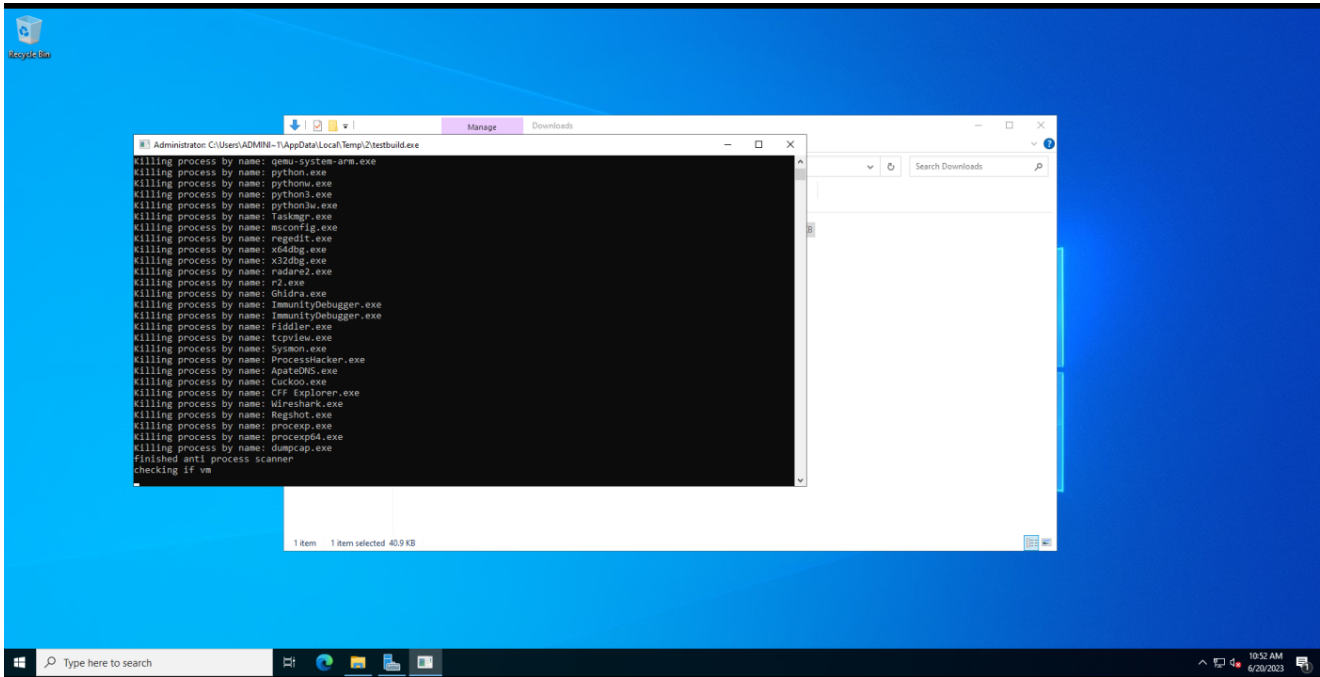 Recycle Bin
Manage
Downloads
Administrator: C:\Users\ADMINI~1\AppData\Local\Temp\2\testbuild.exe
Search Downloads
Killing process by name: qemu-system-arm.exe
Killing process by name: python.exe
Killing process by name: pythonw.exe
Killing process by name: python3.exe
Killing process by name: python3w.exe
Killing process by name: Taskmgr.exe
Killing process by name: msconfig.exe
Killing process by name: regedit.exe
Killing process by name: x64dbg.exe
Killing process by name: x32dbg.exe
Killing process by name: radare2.exe
Killing process by name: r2.exe
Killing process by name: Ghidra.exe
Killing process by name: ImmunityDebugger.exe
Killing process by name: ImmunityDebugger.exe
Killing process by name: Fiddler.exe
Killing process by name: tcpview.exe
Killing process by name: Sysmon.exe
Killing process by name: ProcessHacker.exe
Killing process by name: ApateDNS.exe
Killing process by name: Cuckoo.exe
Killing process by name: CFF Explorer.exe
Killing process by name: Wireshark.exe
Killing process by name: Regshot.exe
Killing process by name: procexp.exe
Killing process by name: procexp64.exe
Killing process by name: dumpcap.exe
finished anti process scanner
checking if vm
1 item 1 item selected 40.9 KB
Type here to search
10:52 AM
6/20/2023